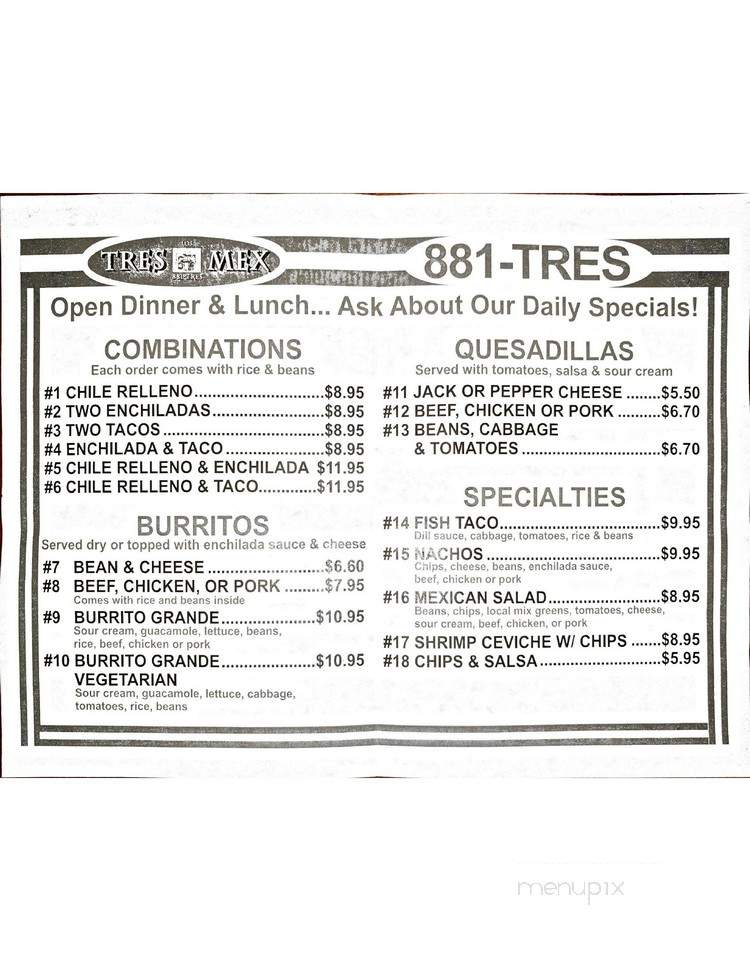 LOS
TRES MEX
881-TRES
Open Dinner & Lunch... Ask About Our Daily Specials!
COMBINATIONS
Each order comes with rice & beans
#1 CHILE RELLENO..............................$8.95
#2 TWO ENCHILADAS..........................$8.95
#3 TWO TACOS.....................................$8.95
#4 ENCHILADA & TACO.......................$8.95
#5 CHILE RELLENO & ENCHILADA $11.95
#6 CHILE RELLENO & TACO.............$11.95
BURRITOS
Served dry or topped with enchilada sauce & cheese
#7 BEAN & CHEESE...........................$6.60
#8 BEEF, CHICKEN, OR PORK .........$7.95
Comes with rice and beans inside
#9 BURRITO GRANDE......................$10.95
Sour cream, guacamole, lettuce, beans,
rice, beef, chicken or pork
#10 BURRITO GRANDE......................$10.95
VEGETARIAN
Sour cream, guacamole, lettuce, cabbage,
tomatoes, rice, beans
QUESADILLAS
Served with tomatoes, salsa & sour cream
#11 JACK OR PEPPER CHEESE ........$5.50
#12 BEEF, CHICKEN OR PORK ..........$6.70
#13 BEANS, CABBAGE
& TOMATOES................................$6.70
SPECIALTIES
#14 FISH TACO.....................................$9.95
Dill sauce, cabbage, tomatoes, rice & beans
#15 NACHOS........................................$9.95
Chips, cheese, beans, enchilada sauce,
beef, chicken or pork
#16 MEXICAN SALAD..........................$8.95
Beans, chips, local mix greens, tomatoes, cheese,
sour cream, beef, chicken, or pork
#17 SHRIMP CEVICHE W/ CHIPS .......$8.95
#18 CHIPS & SALSA............................$5.95
menupix